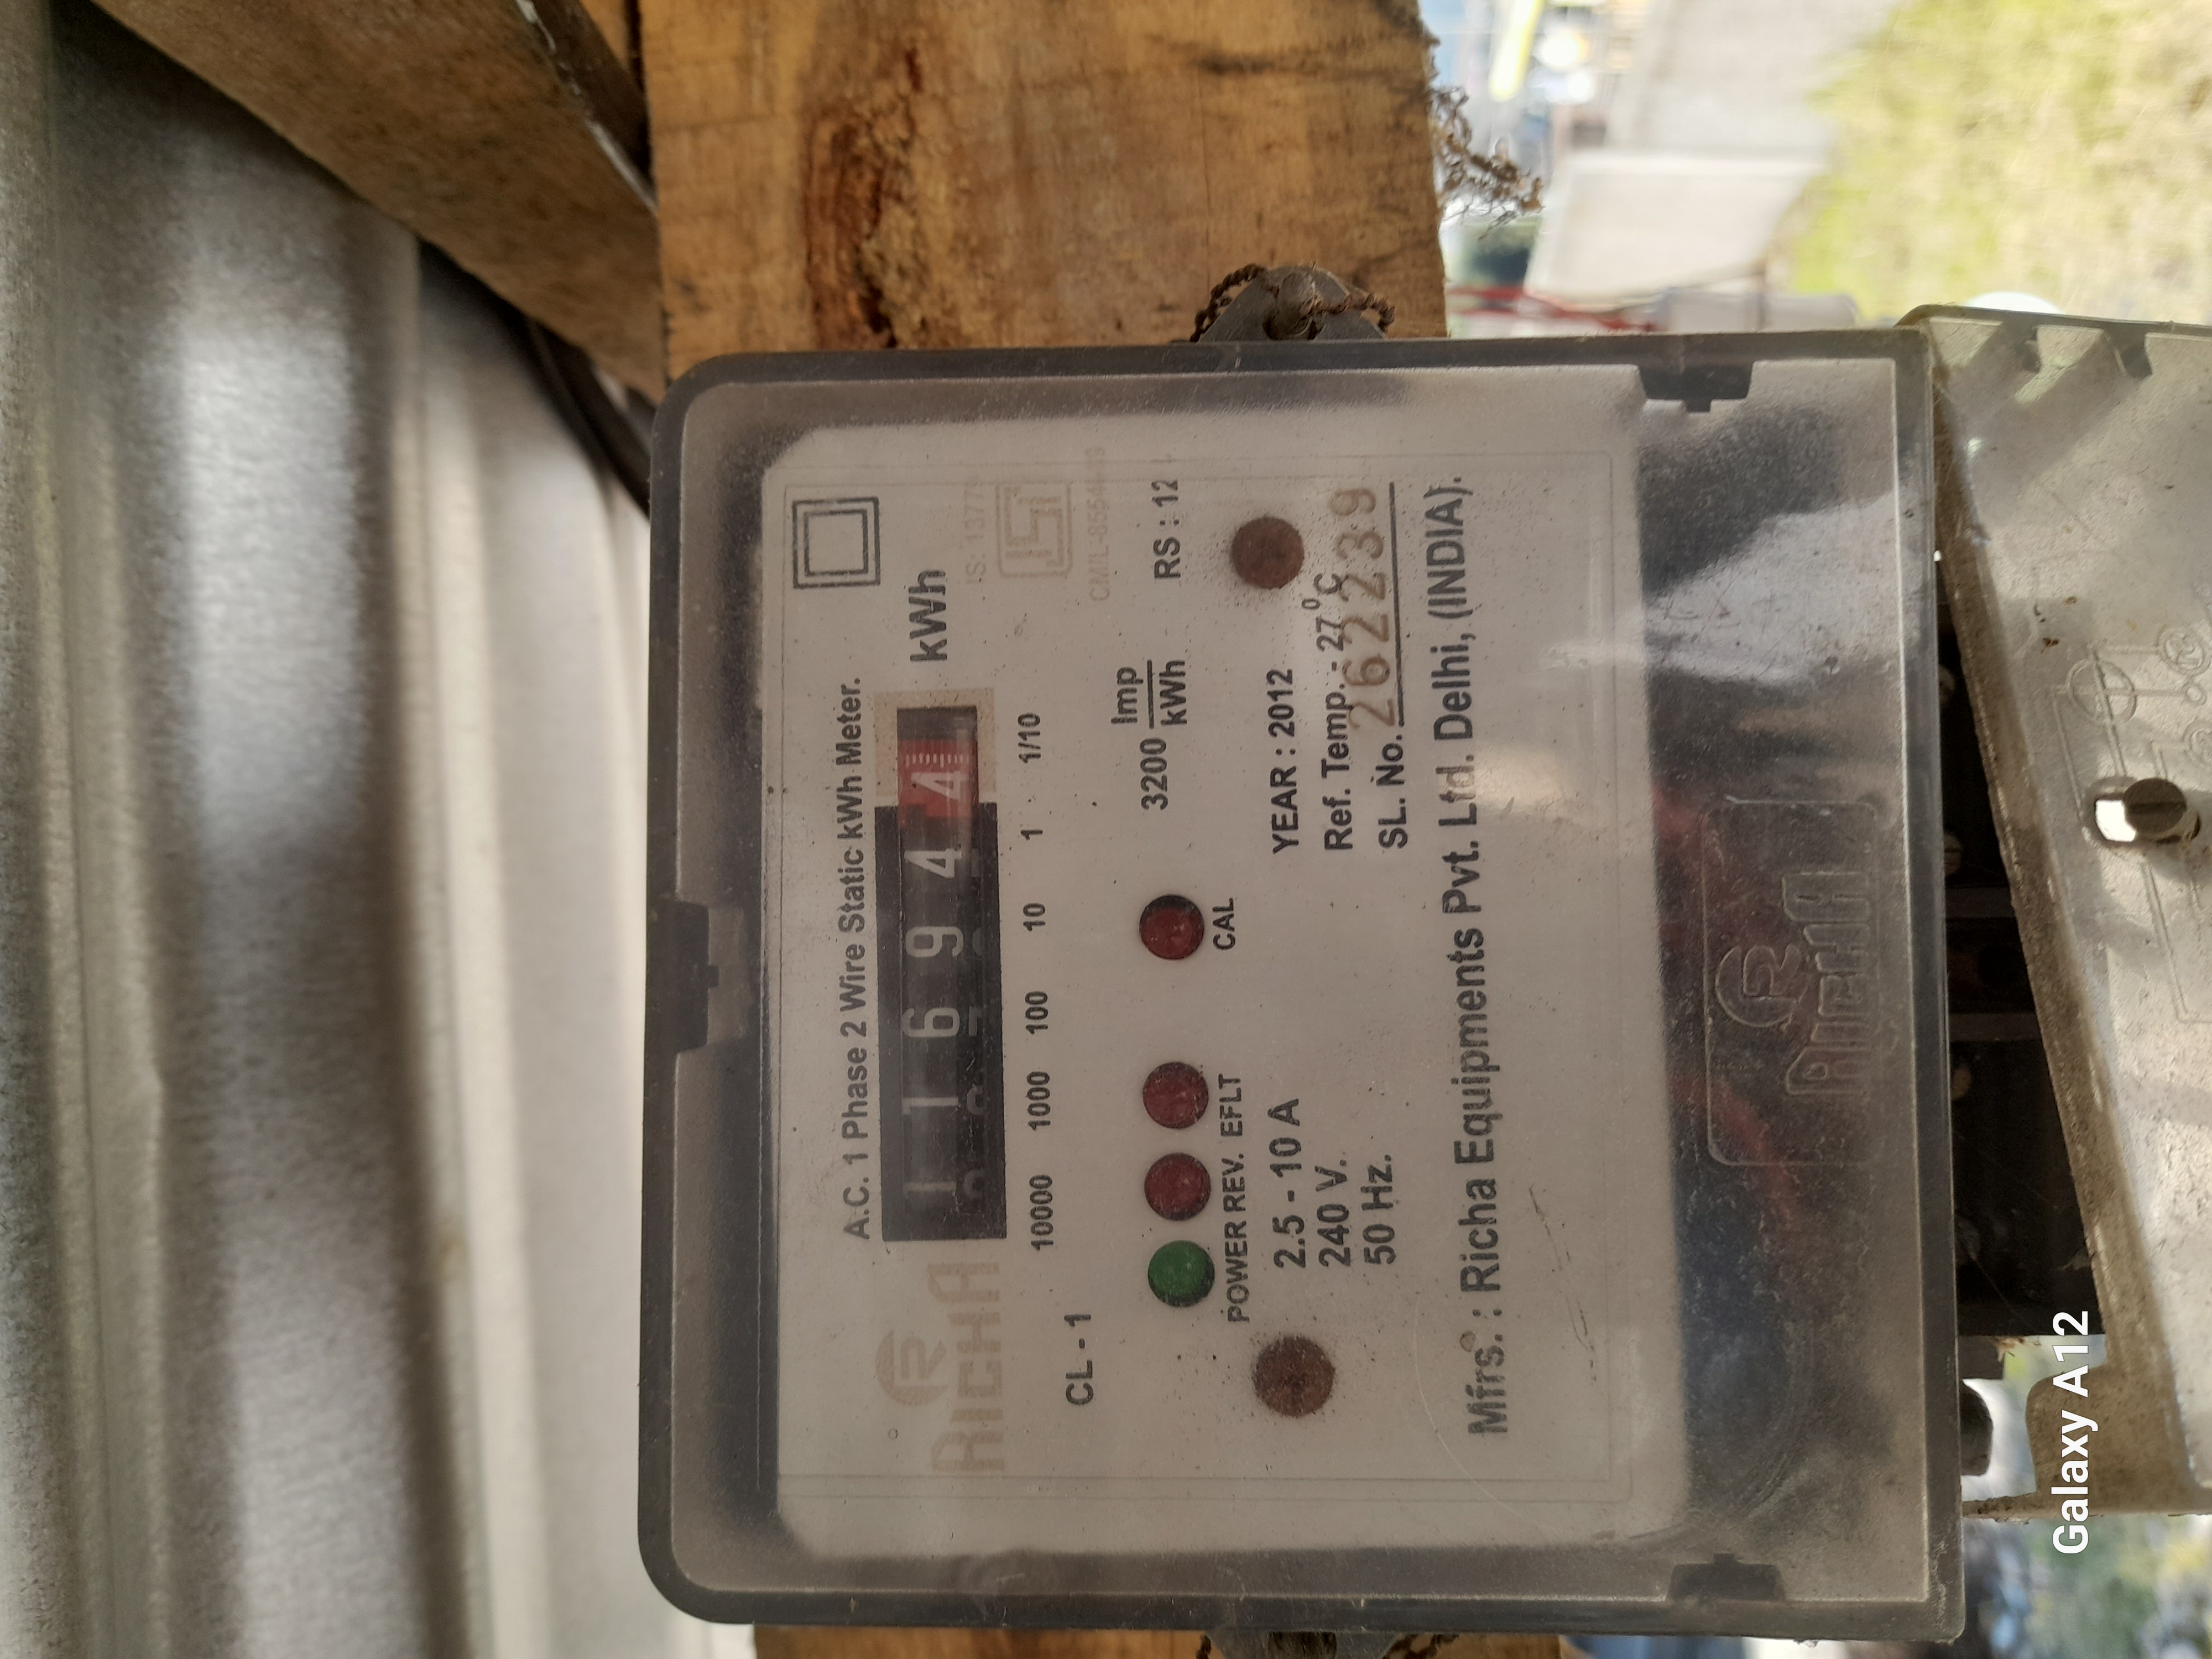 A.C. 1 Phase 2 Wire Static kWh Meter.
RICHA
1 1 6 9 4 4 kWh
10000 1000 100 10 1 1/10
CL - 1
3200 Imp/kWh
RS : 12
POWER REV. EFLT CAL
2.5 - 10 A
240 V.
50 Hz.
YEAR : 2012
Ref. Temp. - 27°C
SL. No. 262239
Mfrs. : Richa Equipments Pvt. Ltd. Delhi, (INDIA).
RICHA
Galaxy A12